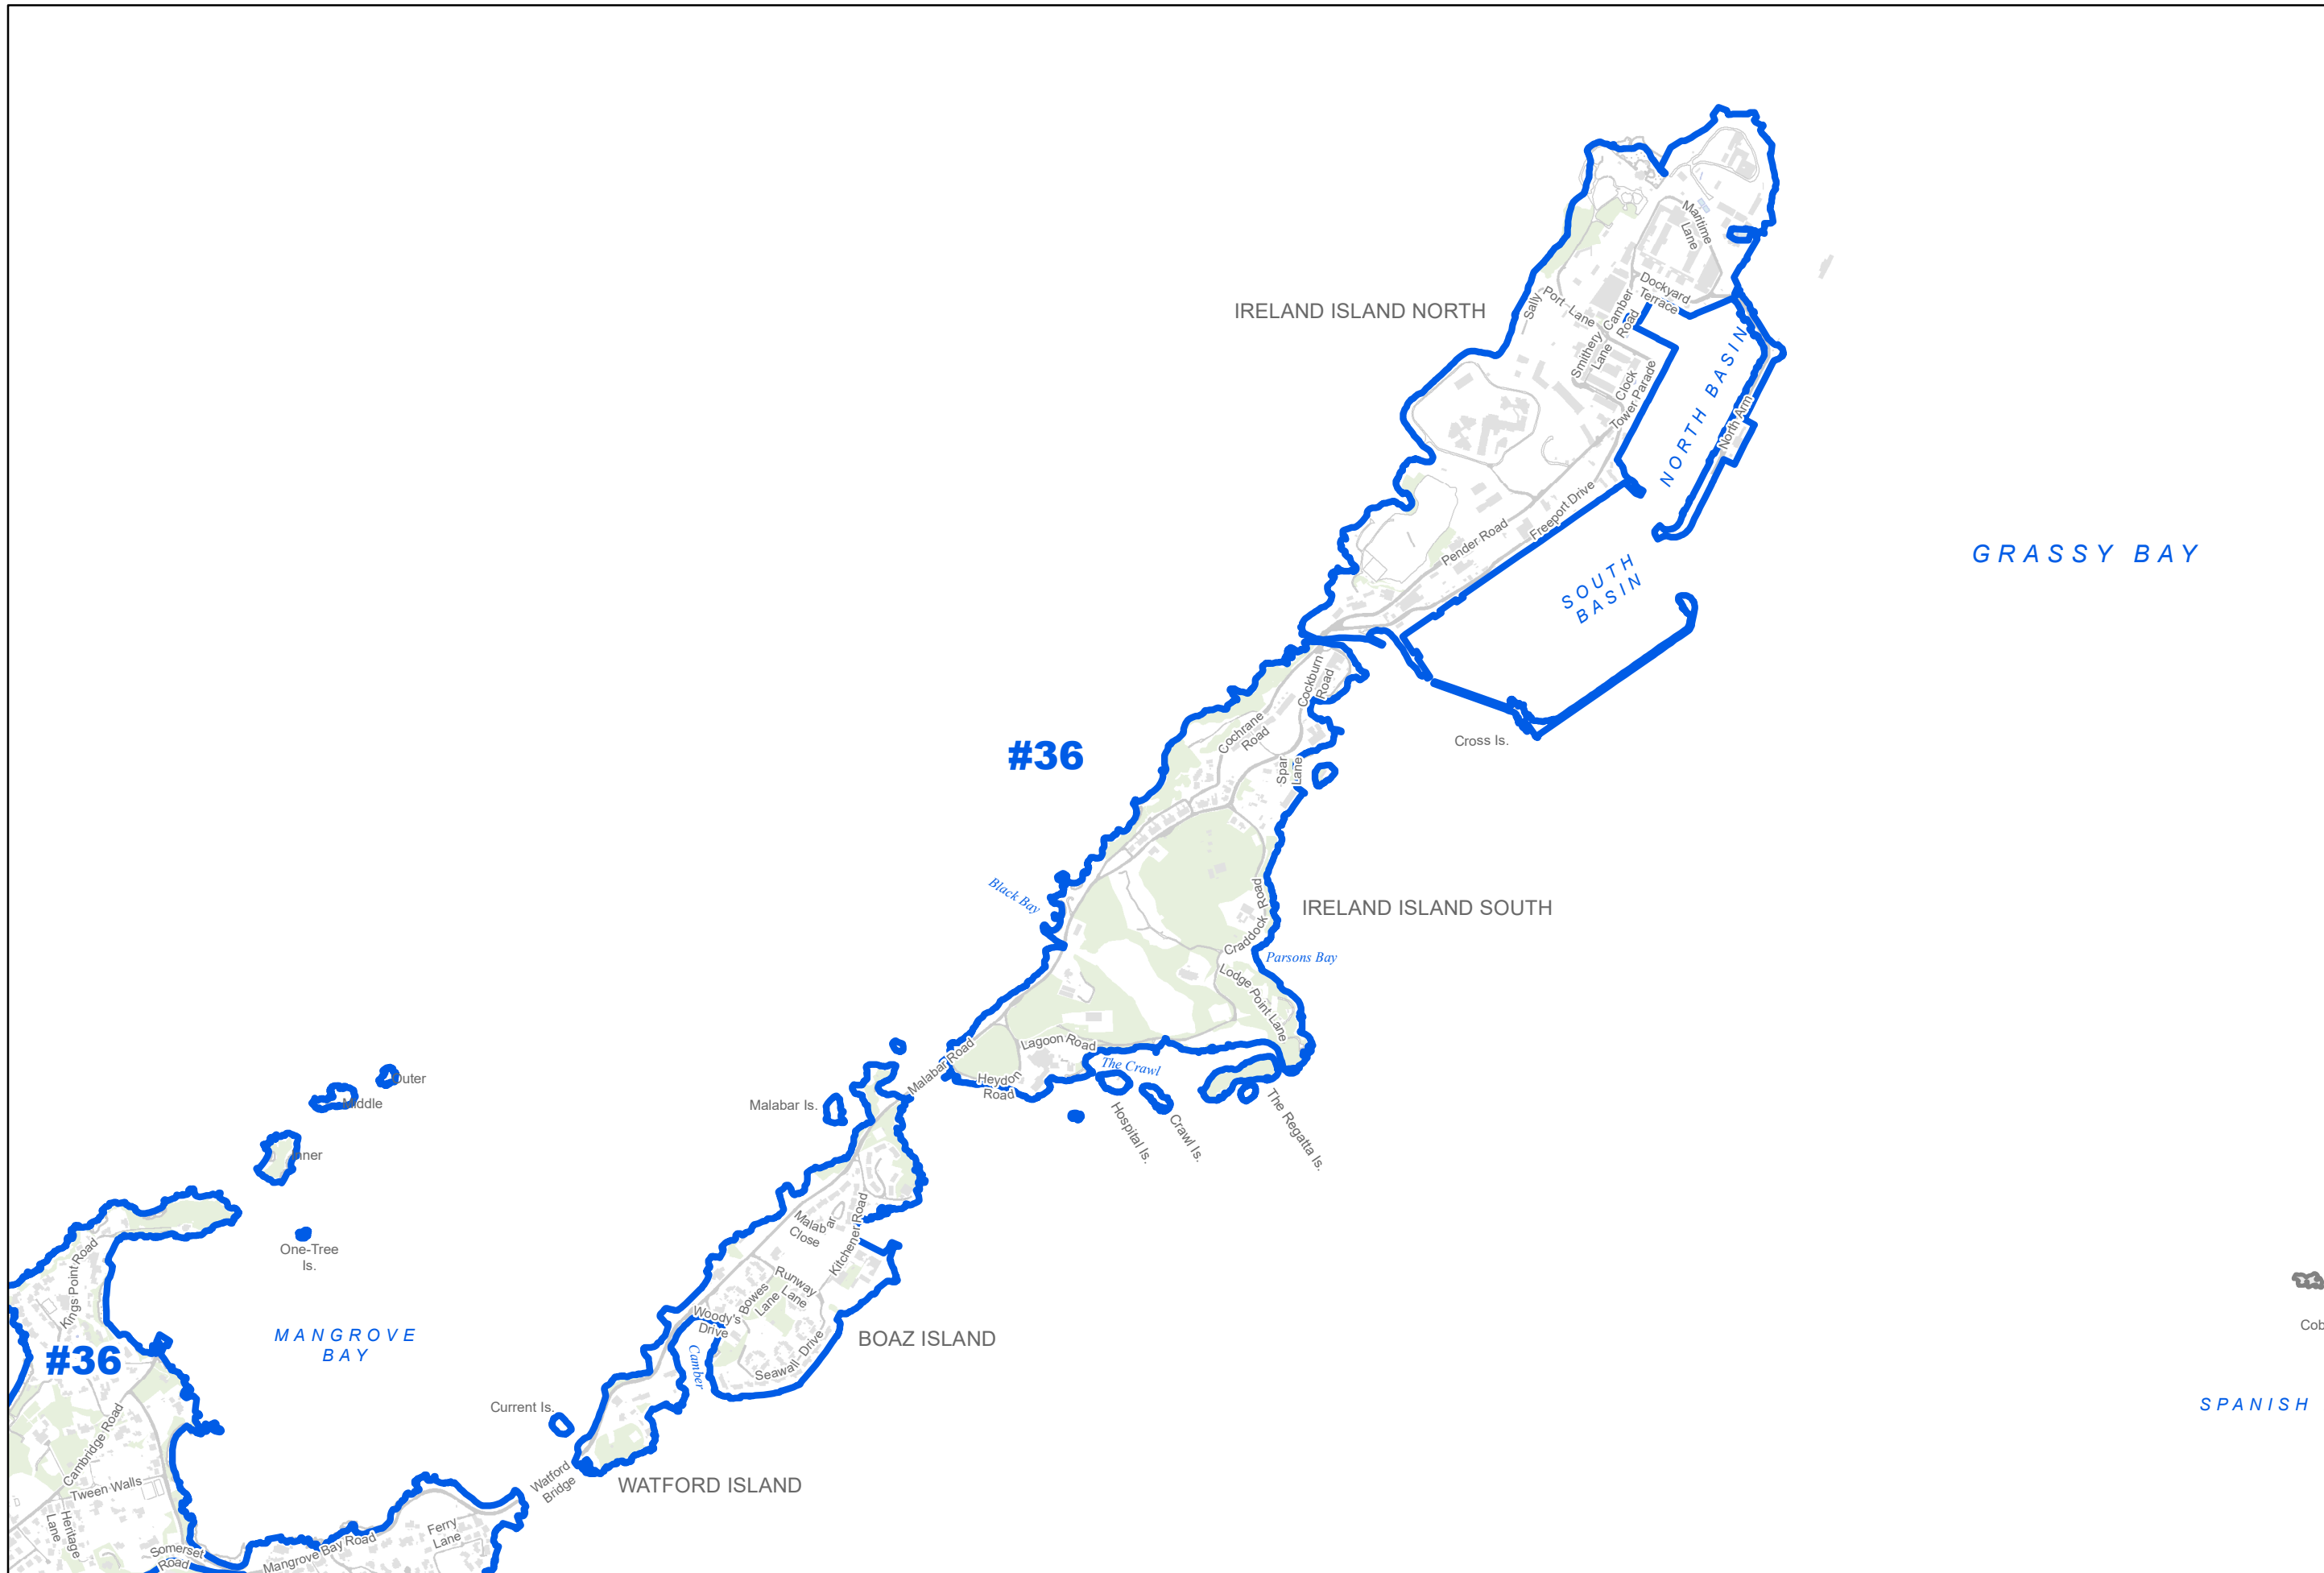 Maritime
Lane
IRELAND ISLAND NORTH
Sally
Port Lane
Dockyard
Terrace
Camber
Road
Smithery
Lane
Clock
Tower Parade
NORTH BASIN
North Arm
Freeport Drive
Pender Road
SOUTH
BASIN
GRASSY BAY
Cockburn
Road
Cochrane
Road
Cross Is.
#36
Spar
Lane
Black Bay
Craddock Road
IRELAND ISLAND SOUTH
Parsons Bay
Lodge Point Lane
Lagoon Road
The Crawl
Malabar Road
Heydon
Road
Hospital Is.
Crawl Is.
The Regatta Is.
Malabar Is.
Outer
Middle
Inner
One-Tree
Is.
Kings Point Road
Malabar
Close
Kitchener Road
Runway
Lane
Bowes
Lane
Woody's
Drive
Seawall Drive
Camber
BOAZ ISLAND
MANGROVE
BAY
#36
Cob
SPANISH
Current Is.
Cambridge Road
Tween Walls
Heritage
Lane
Watford
Bridge
WATFORD ISLAND
Somerset
Road
Mangrove Bay Road
Ferry
Lane